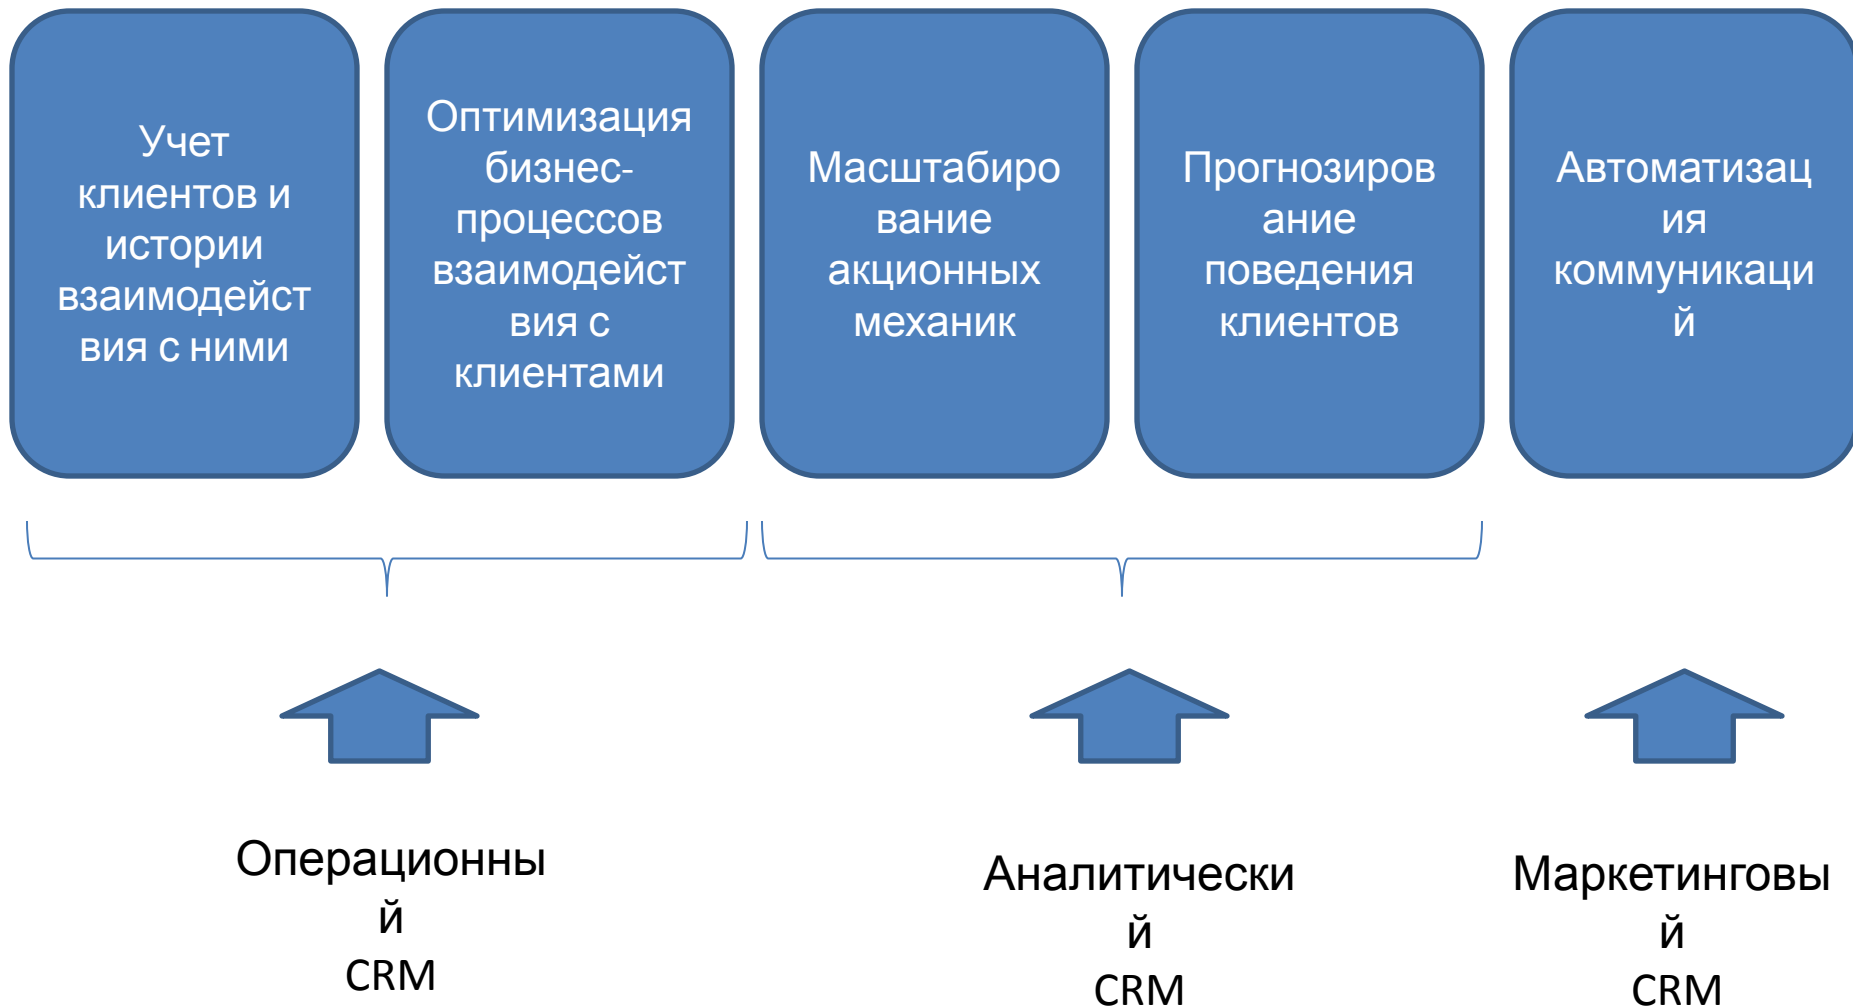 Учет
клиентов и
истории
взаимодейст
вия с ними
Оптимизация
бизнес-
процессов
взаимодейст
вия с
клиентами
Масштабиро
вание
акционных
механик
Прогнозиров
ание
поведения
клиентов
Автоматизац
ия
коммуникаци
й
Операционны
й
CRM
Аналитически
й
CRM
Маркетинговы
й
CRM